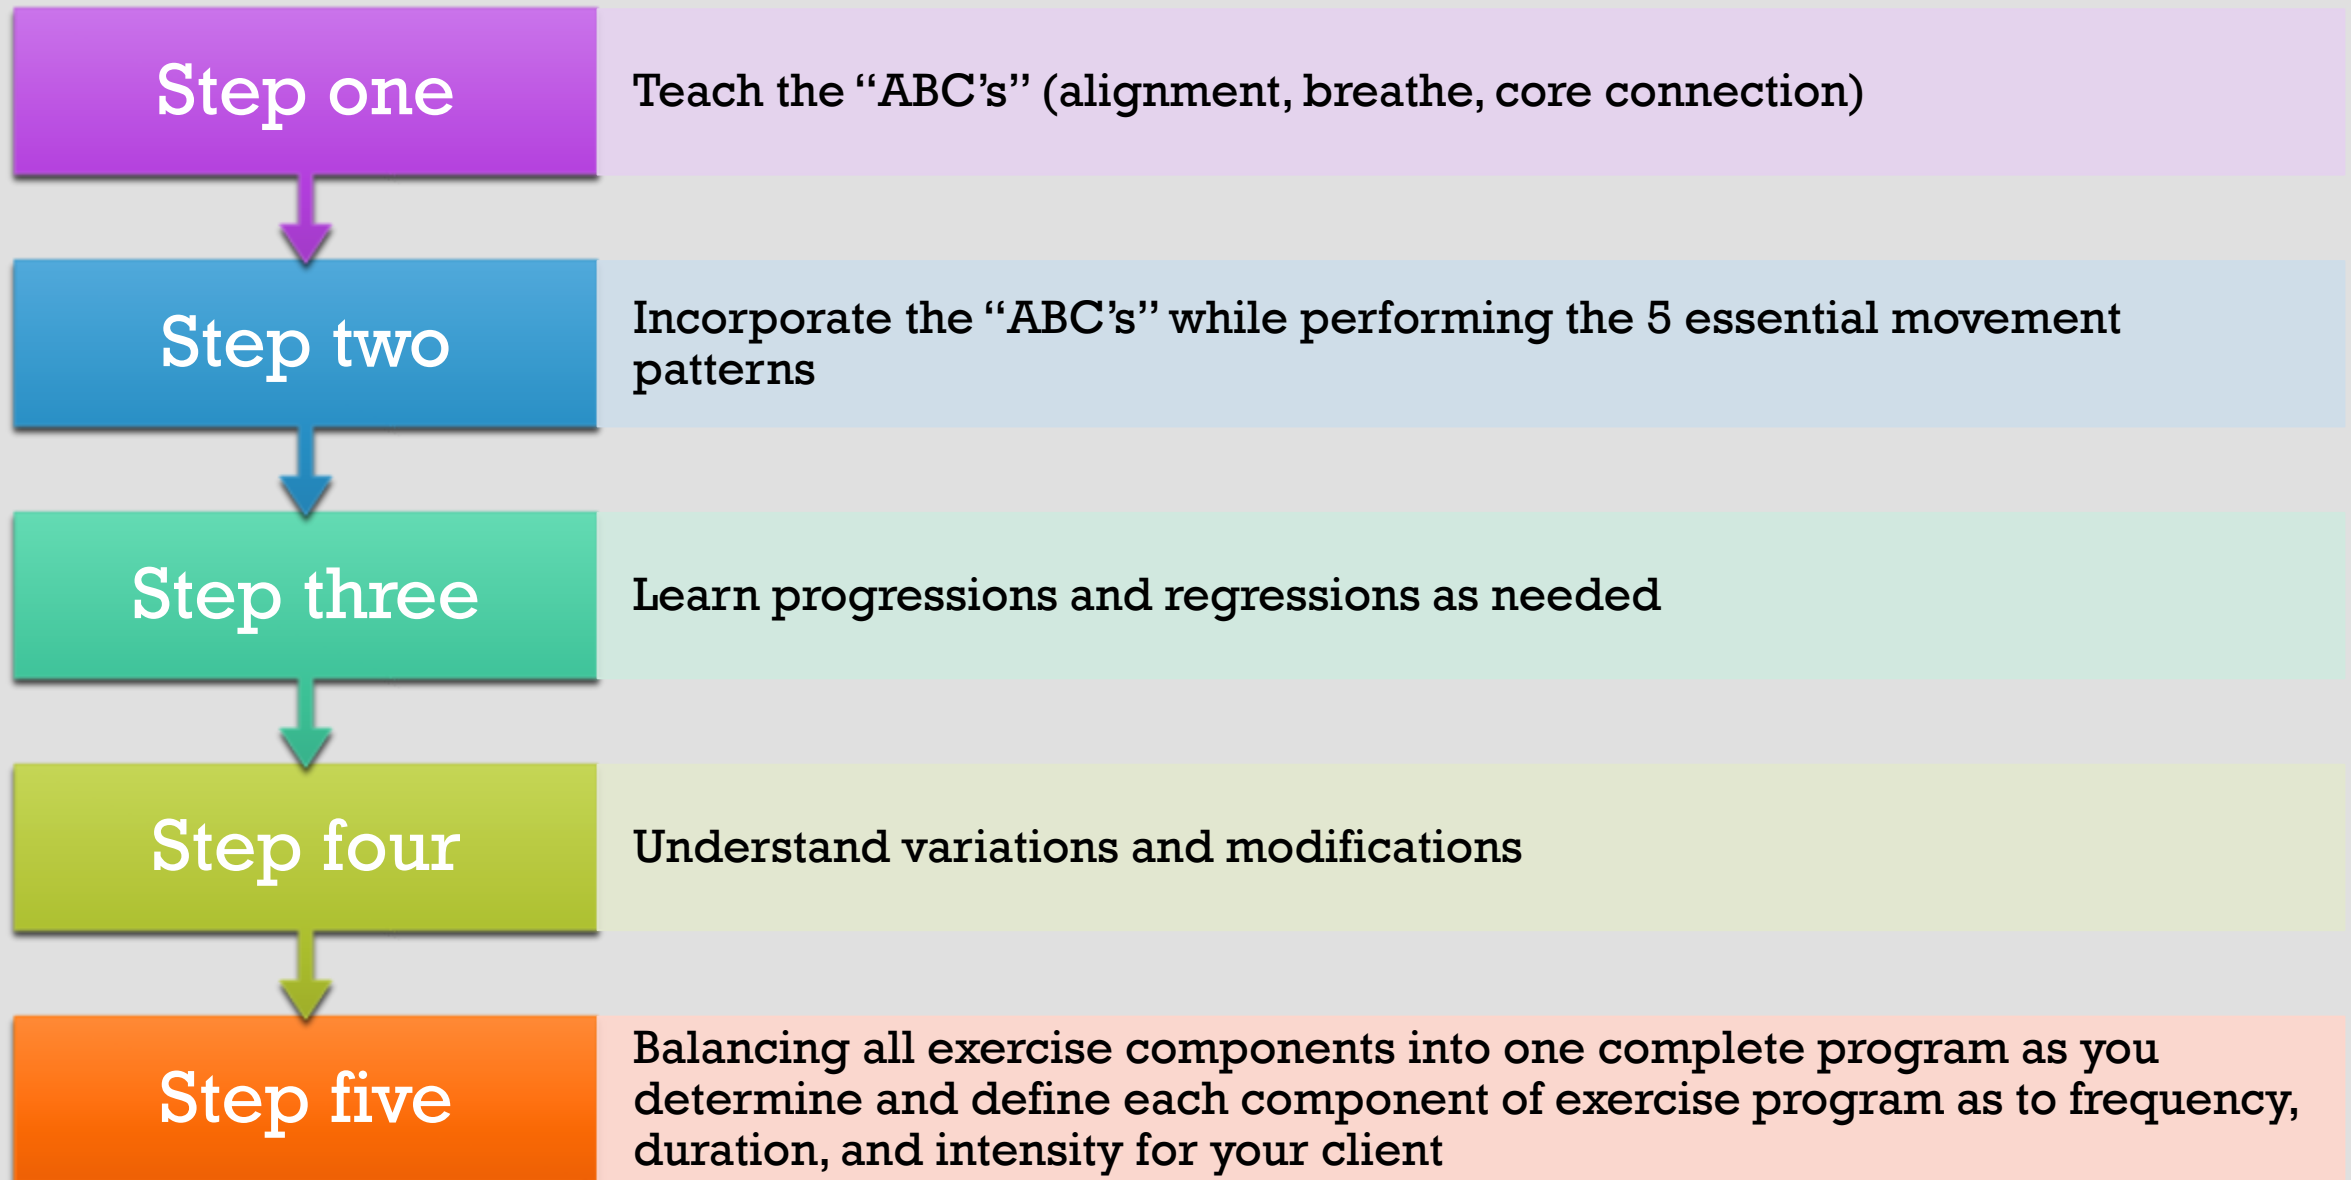 Step one
Teach the “ABC’s” (alignment, breathe, core connection)
Step two
Incorporate the “ABC’s” while performing the 5 essential movement
patterns
Step three
Learn progressions and regressions as needed
Step four
Understand variations and modifications
Step five
Balancing all exercise components into one complete program as you
determine and define each component of exercise program as to frequency,
duration, and intensity for your client